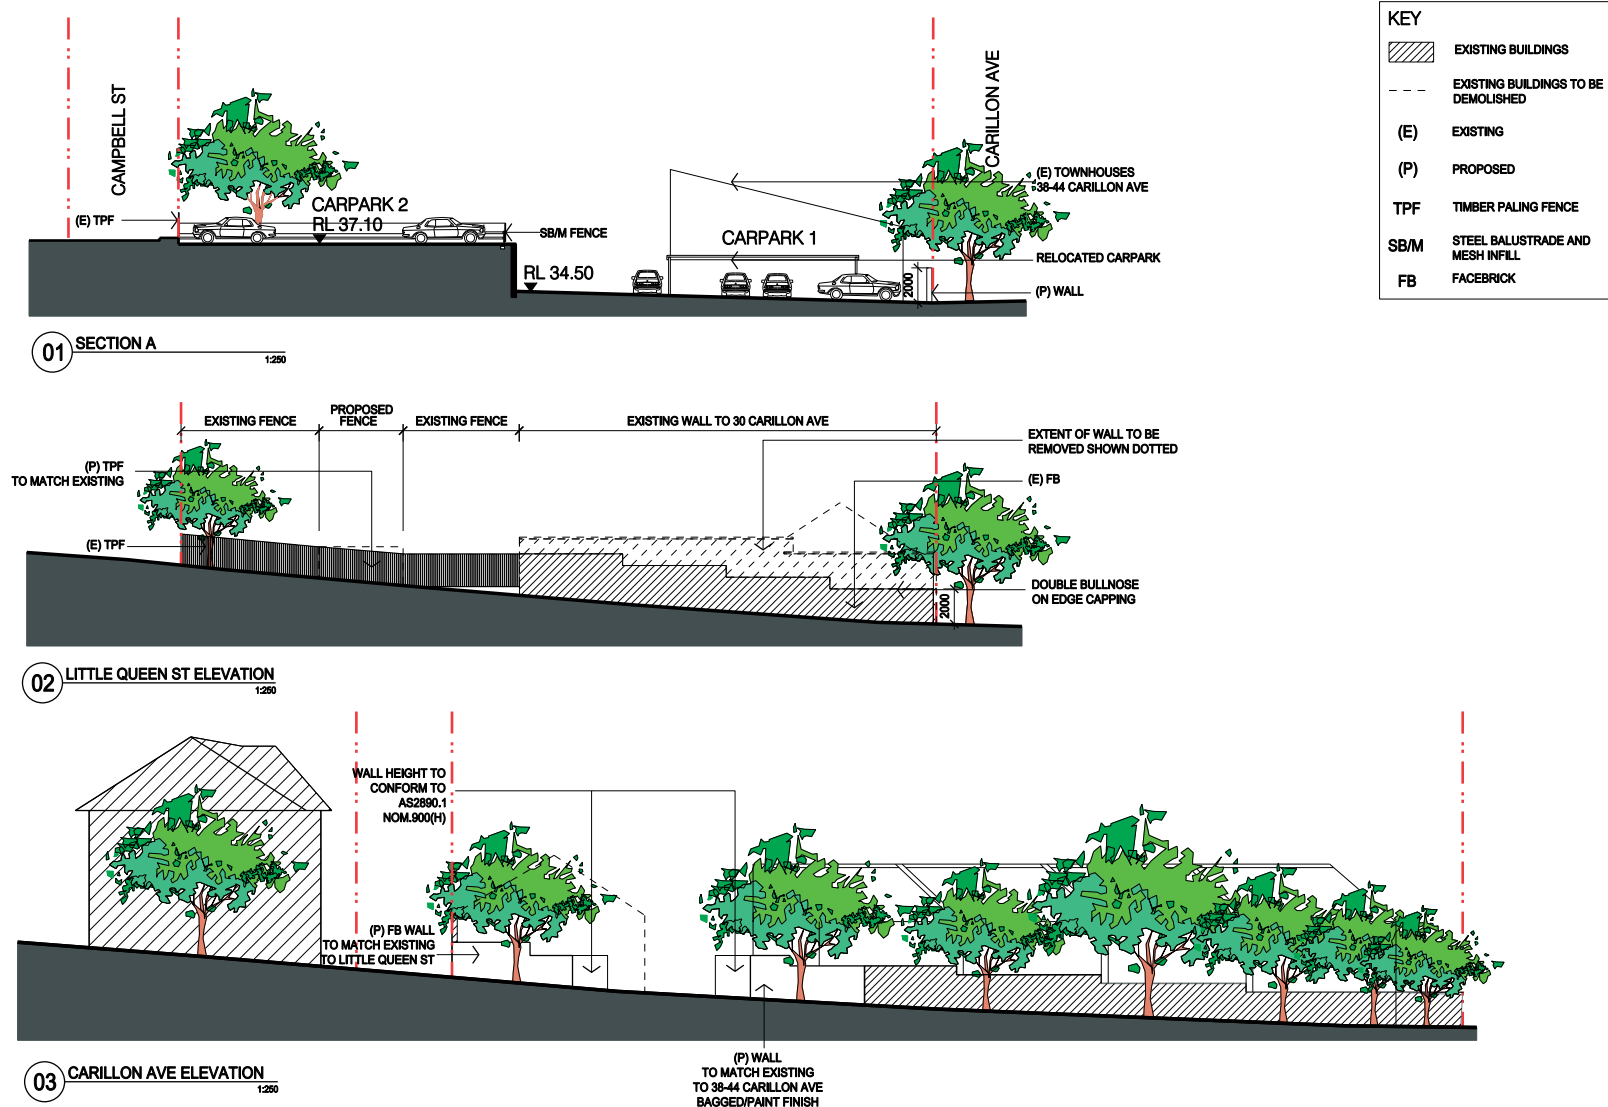 KEY
EXISTING BUILDINGS
EXISTING BUILDINGS TO BE
DEMOLISHED
(E) EXISTING
(P) PROPOSED
TPF TIMBER PALING FENCE
SB/M STEEL BALUSTRADE AND
MESH INFILL
FB FACEBRICK
CAMPBELL ST
CARILLON AVE
(E) TPF
CARPARK 2
RL 37.10
SB/M FENCE
RL 34.50
CARPARK 1
(E) TOWNHOUSES
38-44 CARILLON AVE
RELOCATED CARPARK
2000
(P) WALL
01 SECTION A
1:250
EXISTING FENCE
PROPOSED
FENCE
EXISTING FENCE
EXISTING WALL TO 30 CARILLON AVE
EXTENT OF WALL TO BE
REMOVED SHOWN DOTTED
(P) TPF
TO MATCH EXISTING
(E) FB
(E) TPF
DOUBLE BULLNOSE
ON EDGE CAPPING
2000
02 LITTLE QUEEN ST ELEVATION
1:250
WALL HEIGHT TO
CONFORM TO
AS2890.1
NOM.900(H)
(P) FB WALL
TO MATCH EXISTING
TO LITTLE QUEEN ST
(P) WALL
TO MATCH EXISTING
TO 38-44 CARILLON AVE
BAGGED/PAINT FINISH
03 CARILLON AVE ELEVATION
1:250